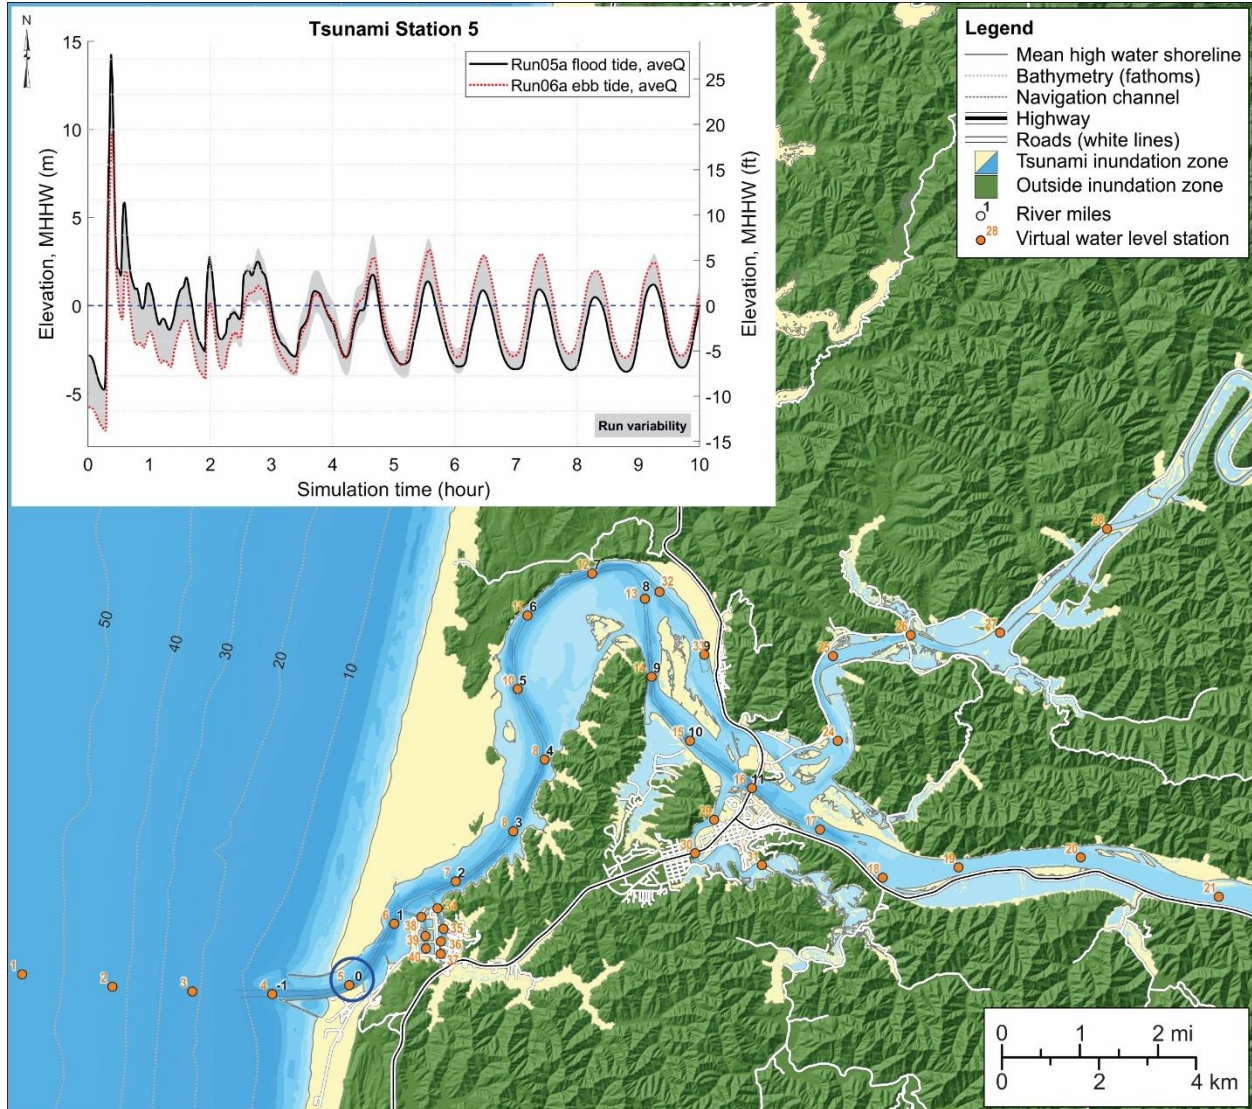 N
Tsunami Station 5
Run05a flood tide, aveQ
Run06a ebb tide, aveQ
Elevation, MHHW (m)
15
10
5
0
-5
Elevation, MHHW (ft)
25
20
15
10
5
0
-5
-10
-15
Run variability
0 1 2 3 4 5 6 7 8 9 10
Simulation time (hour)
Legend
Mean high water shoreline
Bathymetry (fathoms)
Navigation channel
Highway
Roads (white lines)
Tsunami inundation zone
Outside inundation zone
1 River miles
28 Virtual water level station
50
40
30
20
10
28
12 7
32
13 8
6
26
27
33 9
25
14 9
10 5
15 10
24
8 4
16 11
29
17
3
30
31
20
19
18
7 2
21
34
6 1
38
35
39
36
40
37
5 0
1
2
3
4 -1
0 1 2 mi
0 2 4 km